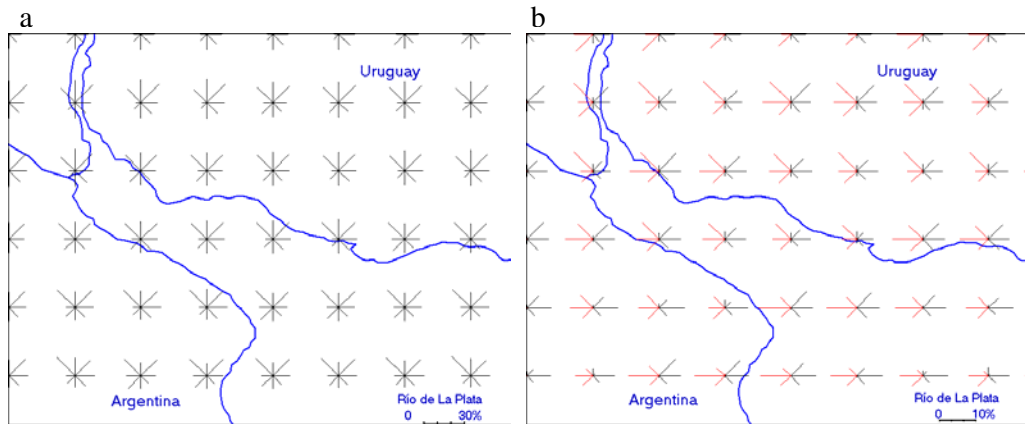 a
Uruguay
Argentina
Río de La Plata
0 30%
b
Uruguay
Argentina
Río de La Plata
0 10%